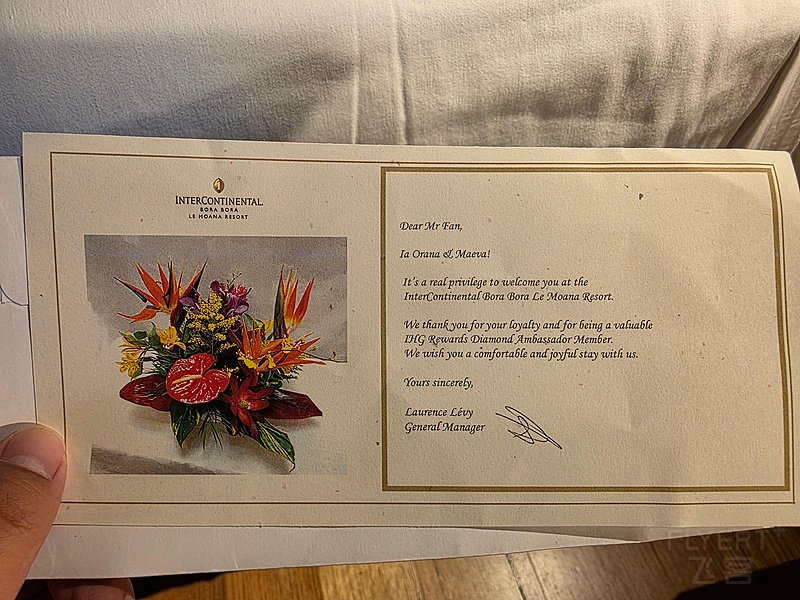 INTERCONTINENTAL
BORA BORA
LE MOANA RESORT
Dear Mr Fan,
Ia Orana & Maeva!
It's a real privilege to welcome you at the
InterContinental Bora Bora Le Moana Resort.
We thank you for your loyalty and for being a valuable
IHG Rewards Diamond Ambassador Member.
We wish you a comfortable and joyful stay with us.
Yours sincerely,
Laurence Lévy
General Manager
FLYERT